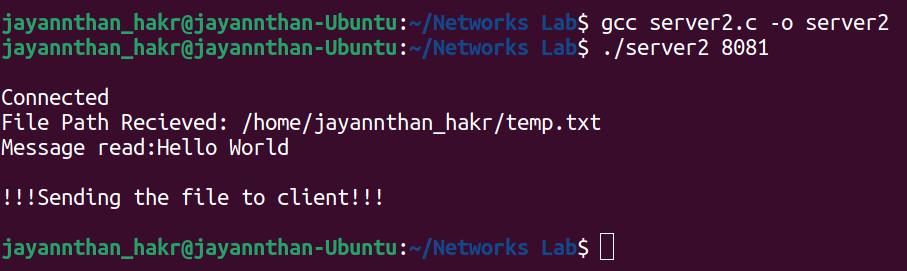 jayannthan_hakr@jayannthan-Ubuntu:~/Networks Lab$ gcc server2.c -o server2
jayannthan_hakr@jayannthan-Ubuntu:~/Networks Lab$ ./server2 8081
Connected
File Path Recieved: /home/jayannthan_hakr/temp.txt
Message read:Hello World
!!!Sending the file to client!!!
jayannthan_hakr@jayannthan-Ubuntu:~/Networks Lab$